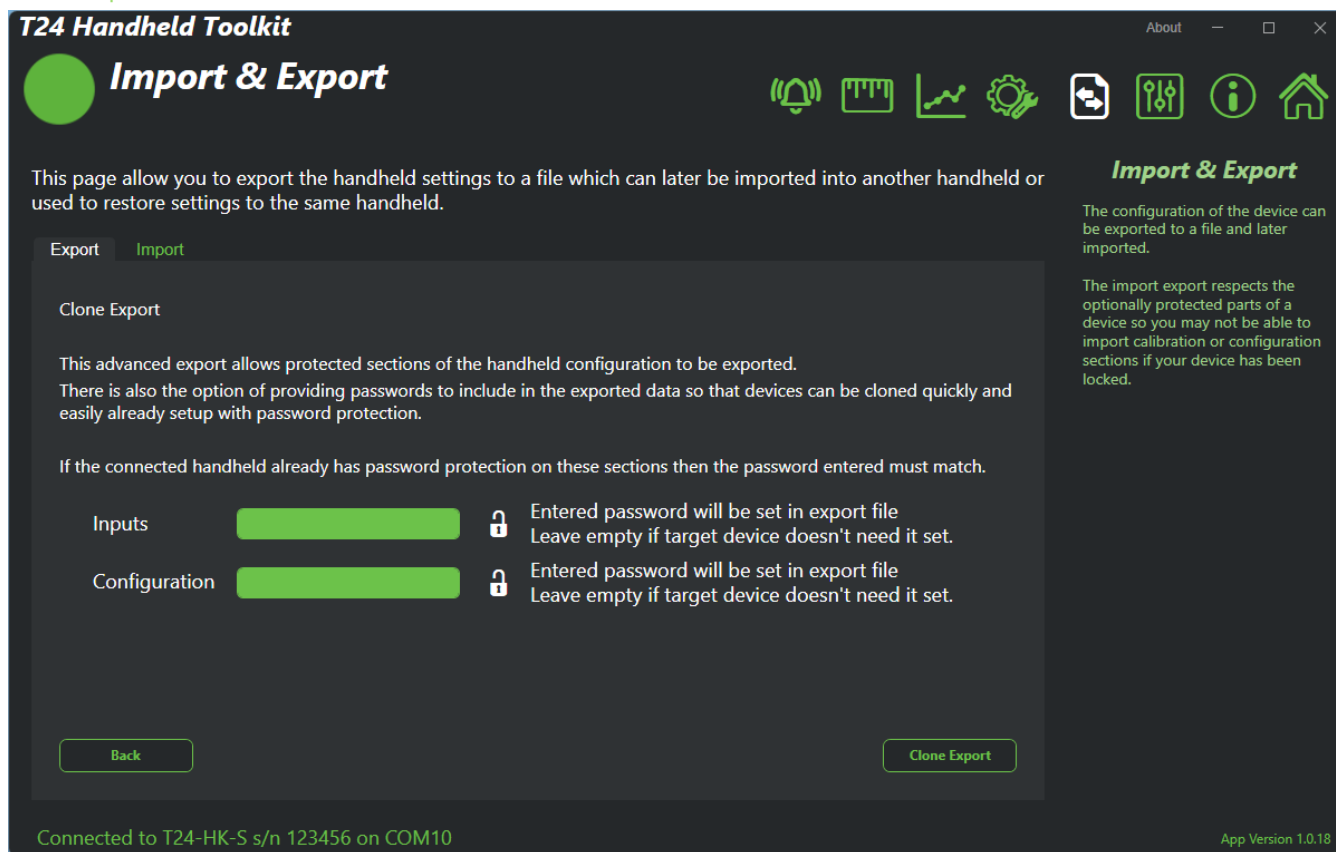 T24 Handheld Toolkit
About
Import & Export
This page allow you to export the handheld settings to a file which can later be imported into another handheld or
used to restore settings to the same handheld.
Export
Import
Clone Export
This advanced export allows protected sections of the handheld configuration to be exported.
There is also the option of providing passwords to include in the exported data so that devices can be cloned quickly and
easily already setup with password protection.
If the connected handheld already has password protection on these sections then the password entered must match.
Inputs
Entered password will be set in export file
Leave empty if target device doesn't need it set.
Configuration
Entered password will be set in export file
Leave empty if target device doesn't need it set.
Back
Clone Export
Import & Export
The configuration of the device can
be exported to a file and later
imported.
The import export respects the
optionally protected parts of a
device so you may not be able to
import calibration or configuration
sections if your device has been
locked.
Connected to T24-HK-S s/n 123456 on COM10
App Version 1.0.18